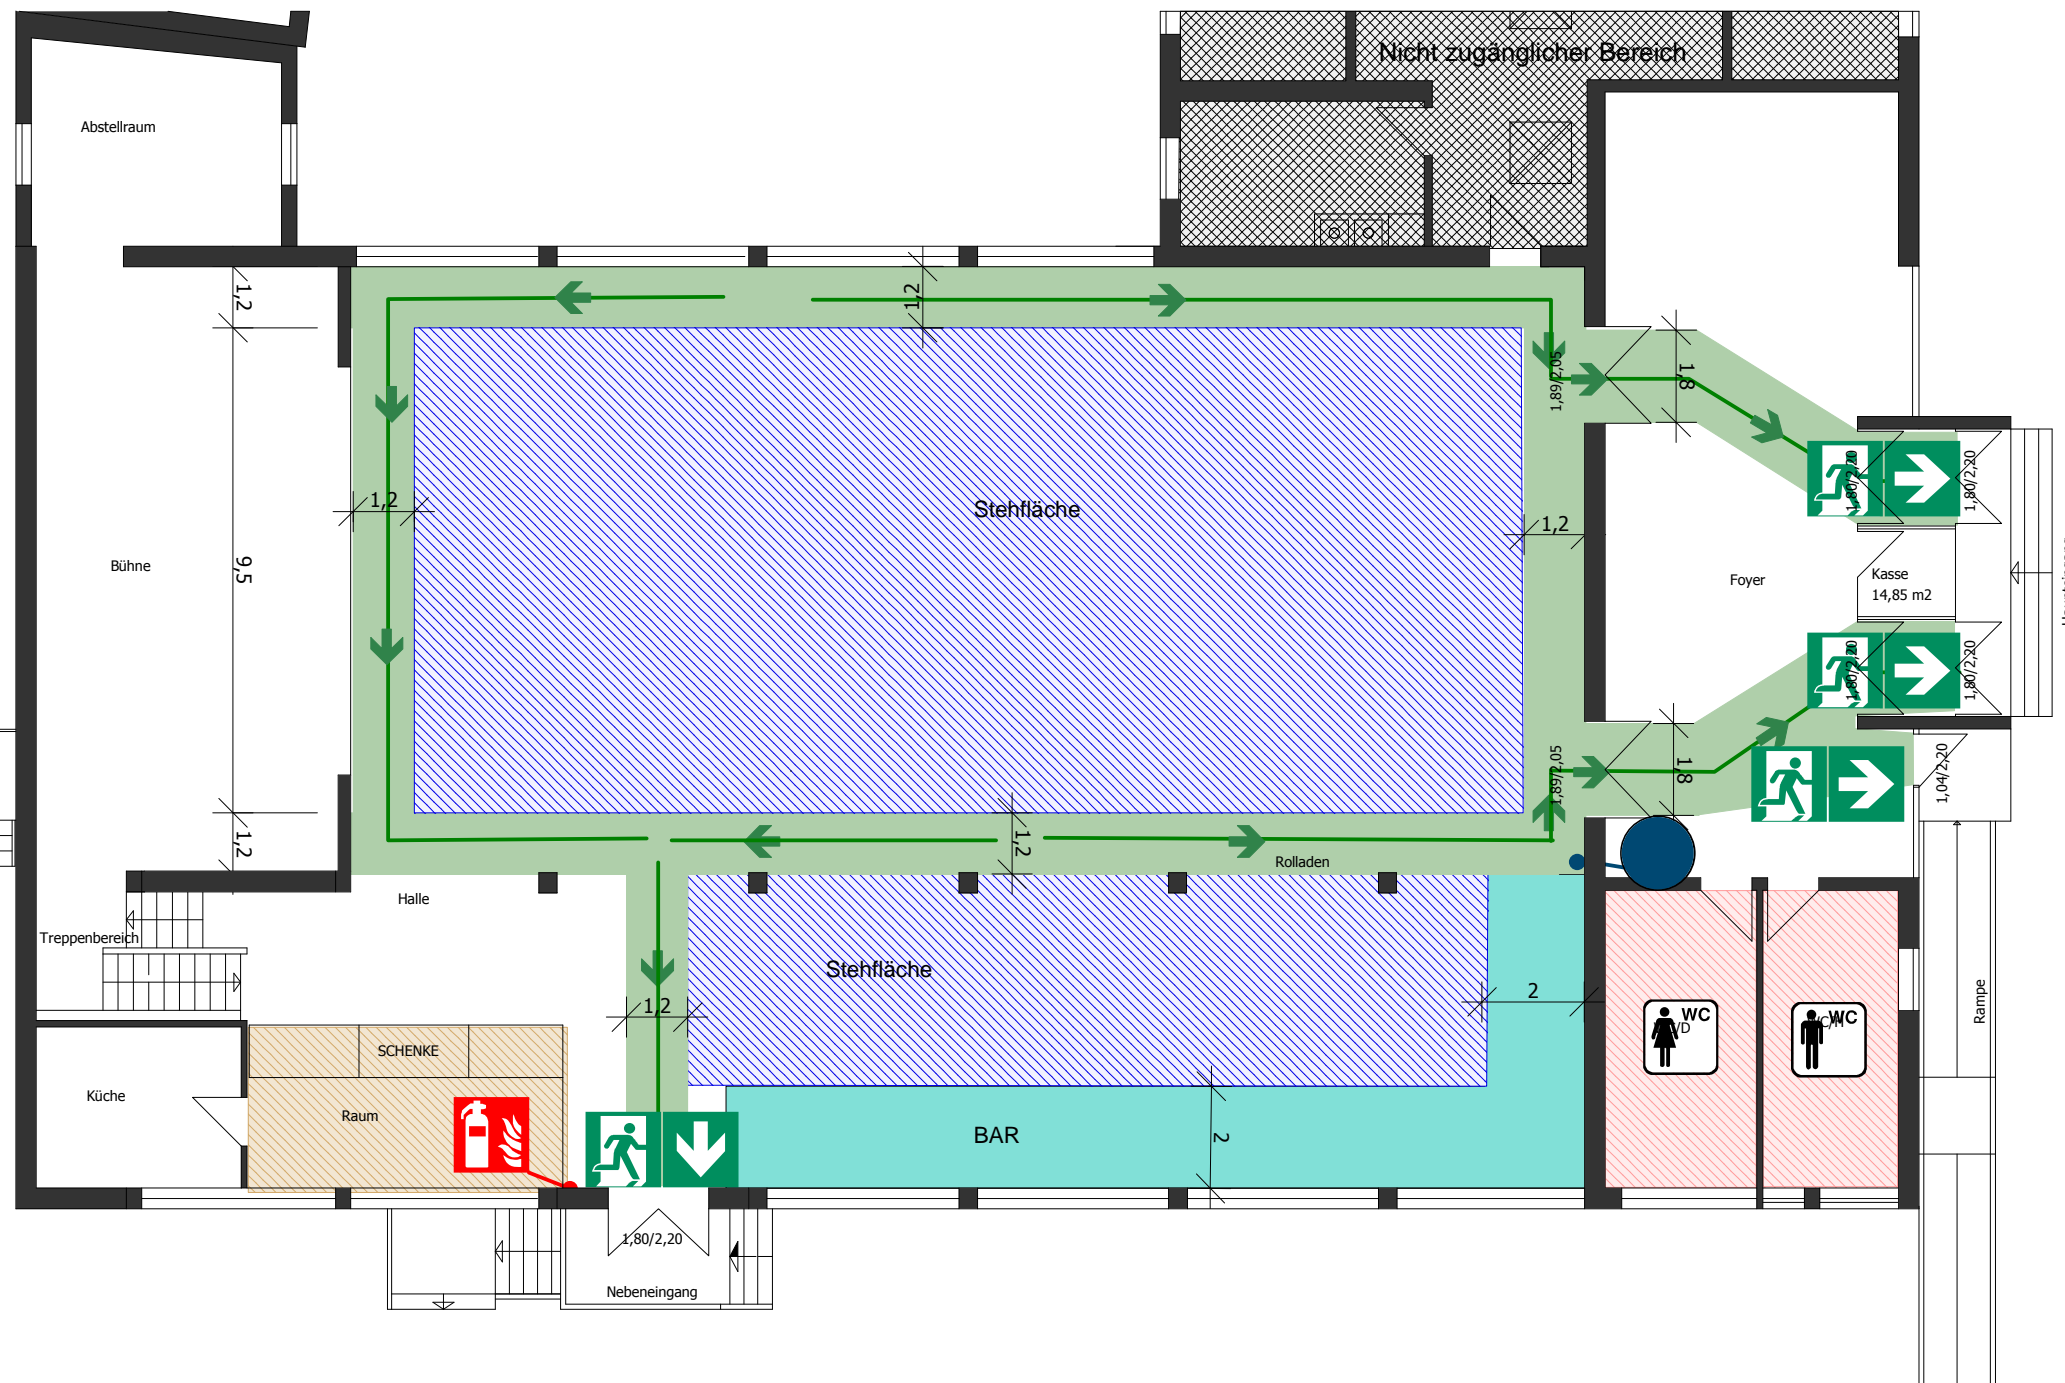 Nicht zugänglicher Bereich
Abstellraum
1,2
1,2
1,89/2,05
1,8
1,80/2,20
1,80/2,20
1,2
Stehfläche
1,2
Bühne
9,5
Foyer
Kasse
14,85 m2
1,80/2,20
1,80/2,20
1,89/2,05
1,8
1,04/2,20
1,2
1,2
Rolladen
Halle
Treppenbereich
Stehfläche
1,2
2
Rampe
WC
WC
SCHENKE
Küche
Raum
BAR
2
1,80/2,20
Nebeneingang